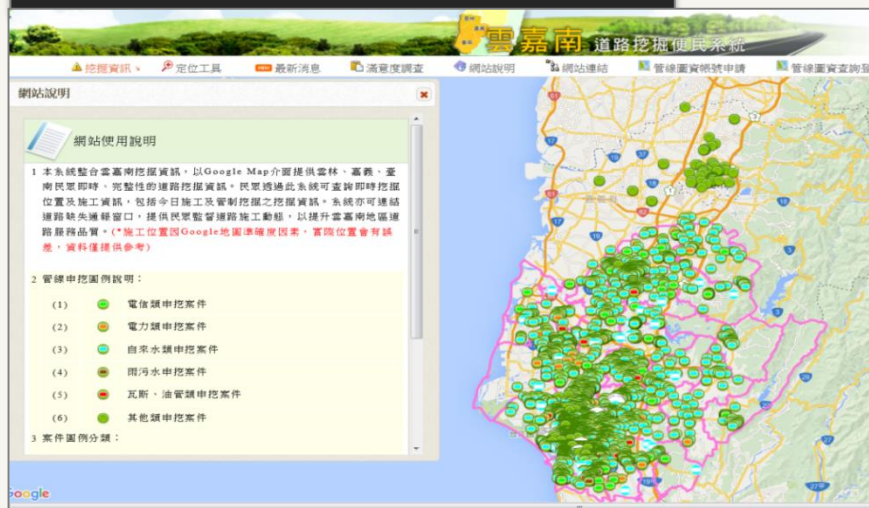 雲嘉南 道路挖掘便民系統
挖掘資訊 定位工具 最新消息 滿意度調查 網站說明 網站連結 管線圖資帳號申請 管線圖資查詢登
網站說明
網站使用說明
1 本系統整合雲嘉南挖掘資訊，以Google Map介面提供雲林、嘉義、臺
南民眾即時、完整性的道路挖掘資訊。民眾透過此系統可查詢即時挖掘
位置及施工資訊，包括今日施工及管制挖掘之挖掘資訊。系統亦可連結
道路缺失通報窗口，提供民眾監督道路施工動態，以提升雲嘉南地區道
路服務品質。(*施工位置因Google地圖準確度因素，實際位置會有誤
差，資料僅提供參考)
2 管線申挖圖例說明：
(1) 電信類申挖案件
(2) 電力類申挖案件
(3) 自來水類申挖案件
(4) 雨污水申挖案件
(5) 瓦斯、油管類申挖案件
(6) 其他類申挖案件
3 案件圖例分類：
Google